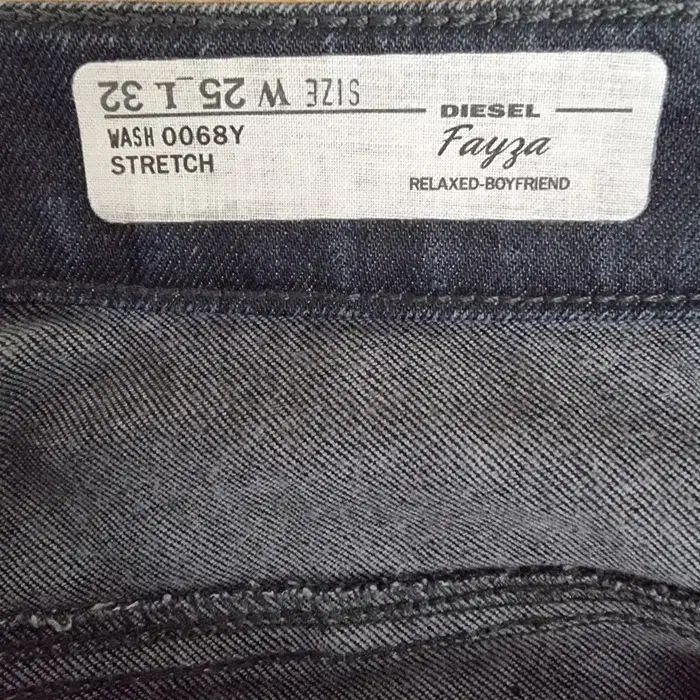 SIZE W 25 L 32
WASH 0068Y
STRETCH
DIESEL
Fayza
RELAXED-BOYFRIEND